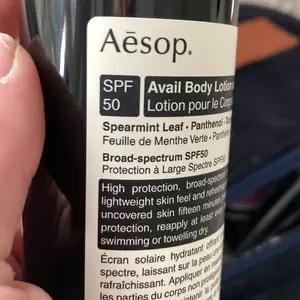 Aēsop.
SPF
50
Avail Body Lotion
Lotion pour le Corps
Spearmint Leaf • Panthenol •
Feuille de Menthe Verte •
Broad-spectrum SPF50
Protection à Large Spectre SPF50
High protection, broad-spectrum
lightweight skin feel and refreshing
uncovered skin fifteen minutes
exposure, reapply at least every
swimming or towelling dry.
Écran solaire hydratant offrant
spectre, laissant sur la peau une
rafraîchissant. Appliquer
les parties du corps non protégées